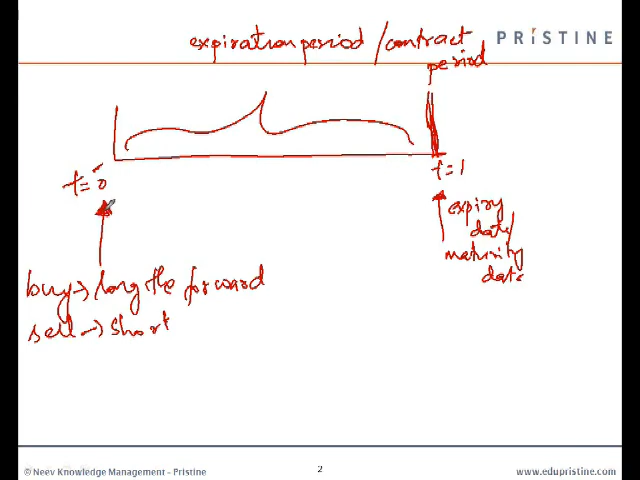 expiration period / contract
period
PRISTINE
t=0
t=1
expiry
date/
maturity
date
buy → long the forward
sell → short
© Neev Knowledge Management - Pristine
2
www.edupristine.com